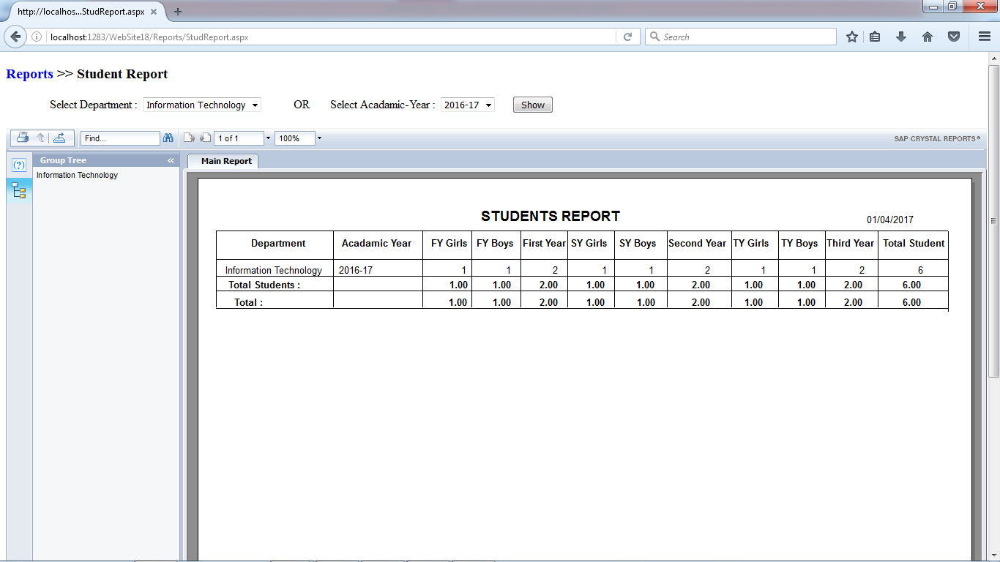 http://localhos...StudReport.aspx
localhost:1283/WebSite18/Reports/StudReport.aspx Search
Reports >> Student Report
Select Department : Information Technology OR Select Acadamic-Year : 2016-17 Show
Find... 1 of 1 100% SAP CRYSTAL REPORTS®
Group Tree « Main Report
Information Technology
STUDENTS REPORT
01/04/2017
Department Acadamic Year FY Girls FY Boys First Year SY Girls SY Boys Second Year TY Girls TY Boys Third Year Total Student
Information Technology 2016-17 1 1 2 1 1 2 1 1 2 6
Total Students : 1.00 1.00 2.00 1.00 1.00 2.00 1.00 1.00 2.00 6.00
Total : 1.00 1.00 2.00 1.00 1.00 2.00 1.00 1.00 2.00 6.00